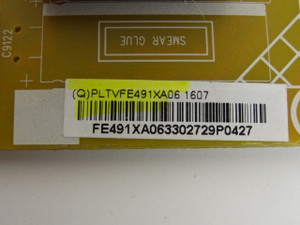 C9122
SMEAR GLUE
(Q)PLTVFE491XA06 1607
FE491XA063302729P0427